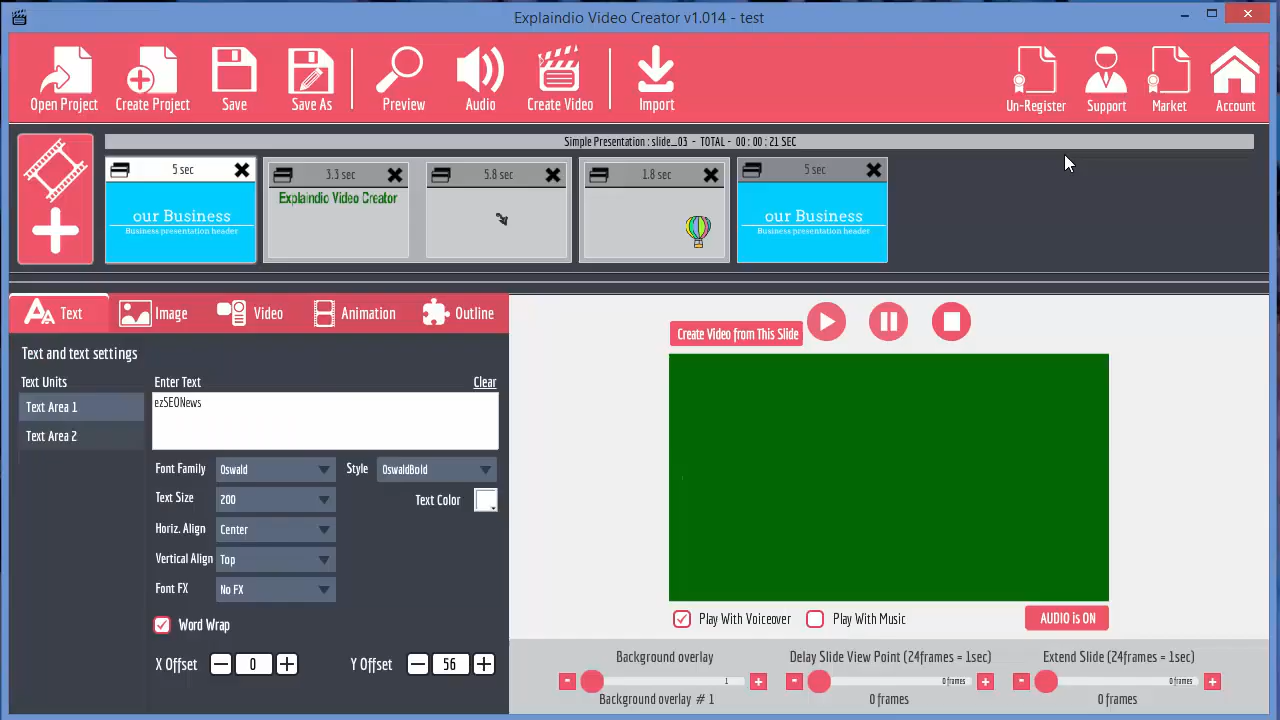 Explaindio Video Creator v1.014 - test
Open Project
Create Project
Save
Save As
Preview
Audio
Create Video
Import
Un-Register
Support
Market
Account
Simple Presentation : slide_03 - TOTAL - 00 : 00 : 21 SEC
5 sec
3.3 sec
5.8 sec
1.8 sec
5 sec
our Business
Business presentation header
Explaindio Video Creator
our Business
Business presentation header
Text
Image
Video
Animation
Outline
Create Video from This Slide
Text and text settings
Text Units
Enter Text
Clear
Text Area 1
Text Area 2
ezSEONews
Font Family
Oswald
Style
OswaldBold
Text Size
200
Text Color
Horiz. Align
Center
Vertical Align
Top
Font FX
No FX
Word Wrap
X Offset
0
Y Offset
56
Play With Voiceover
Play With Music
AUDIO is ON
Background overlay
1
Background overlay # 1
Delay Slide View Point (24frames = 1sec)
0 frames
0 frames
Extend Slide (24frames = 1sec)
0 frames
0 frames